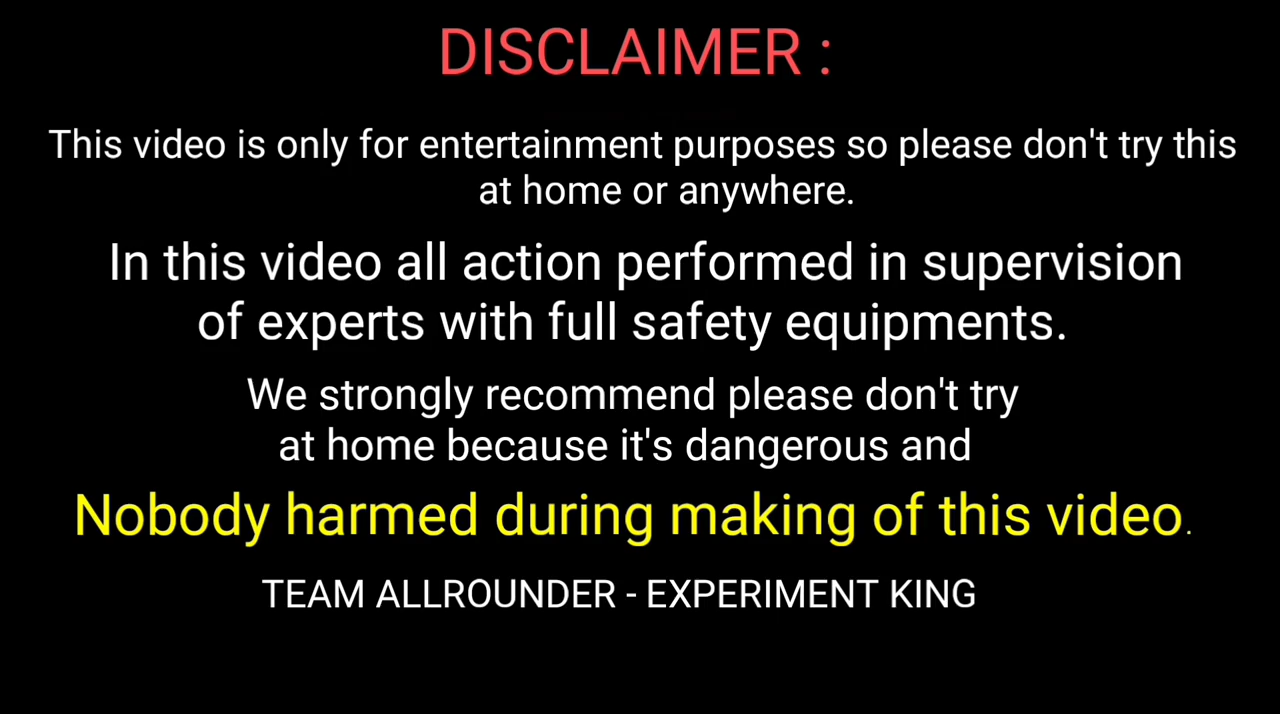 DISCLAIMER :
This video is only for entertainment purposes so please don't try this
at home or anywhere.
In this video all action performed in supervision
of experts with full safety equipments.
We strongly recommend please don't try
at home because it's dangerous and
Nobody harmed during making of this video.
TEAM ALLROUNDER - EXPERIMENT KING